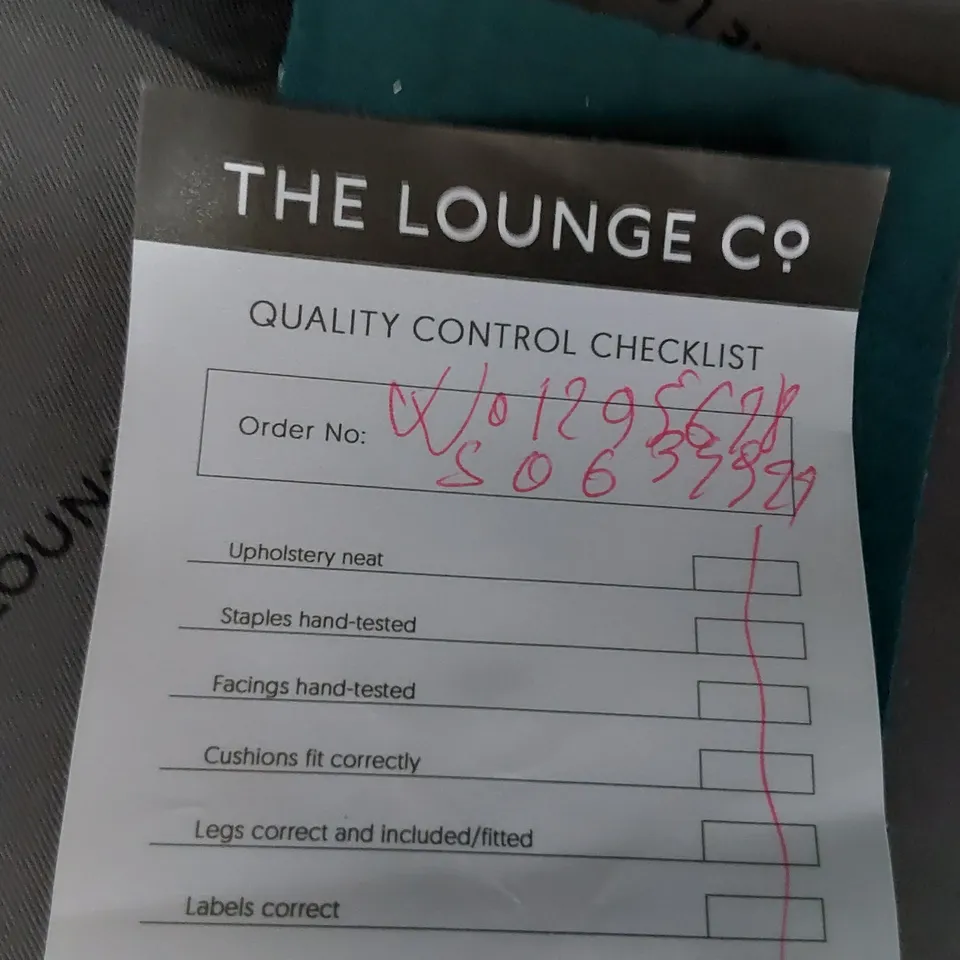 THE LOUNGE Co
QUALITY CONTROL CHECKLIST
Order No:
Upholstery neat
Staples hand-tested
Facings hand-tested
Cushions fit correctly
Legs correct and included/fitted
Labels correct